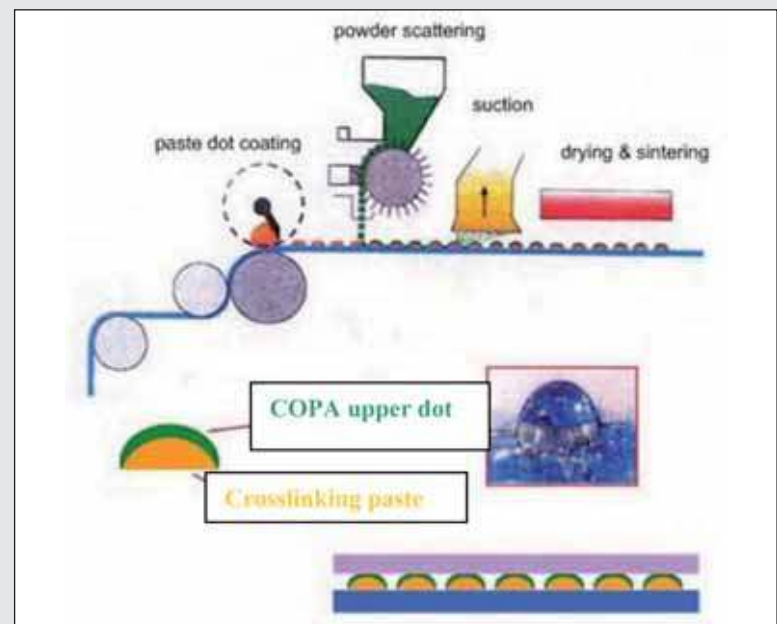 powder scattering
suction
paste dot coating
drying & sintering
COPA upper dot
Crosslinking paste